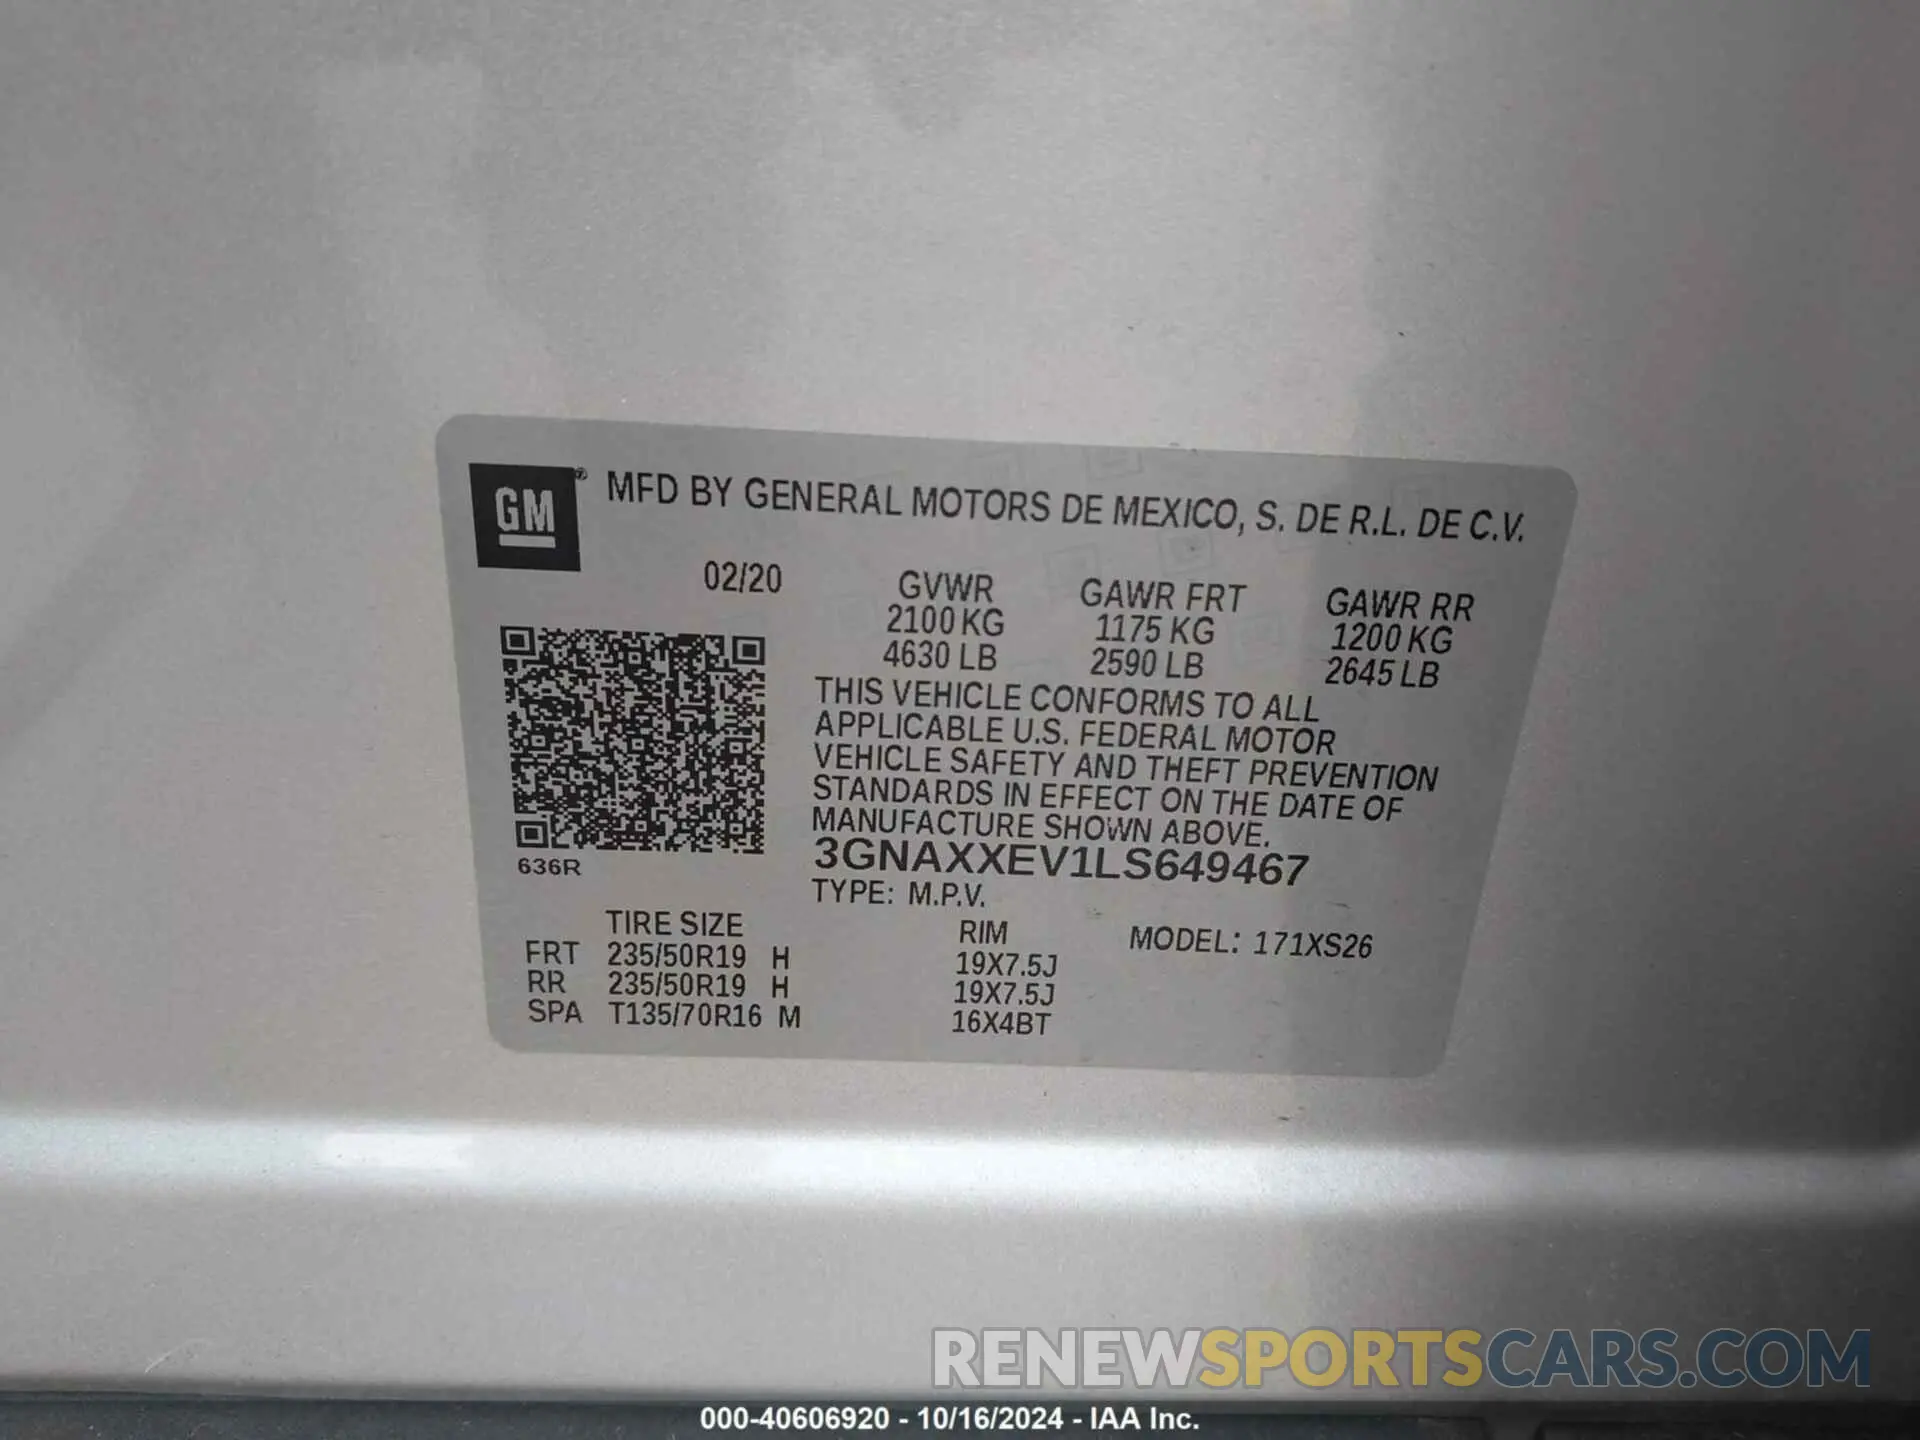 GM® MFD BY GENERAL MOTORS DE MEXICO, S. DE R.L. DE C.V.
02/20 GVWR GAWR FRT GAWR RR
2100 KG 1175 KG 1200 KG
4630 LB 2590 LB 2645 LB
THIS VEHICLE CONFORMS TO ALL
APPLICABLE U.S. FEDERAL MOTOR
VEHICLE SAFETY AND THEFT PREVENTION
STANDARDS IN EFFECT ON THE DATE OF
MANUFACTURE SHOWN ABOVE.
636R 3GNAXXEV1LS649467
TYPE: M.P.V.
TIRE SIZE RIM MODEL: 171XS26
FRT 235/50R19 H 19X7.5J
RR 235/50R19 H 19X7.5J
SPA T135/70R16 M 16X4BT
RENEWSPORTSCARS.COM
000-40606920 - 10/16/2024 - IAA Inc.